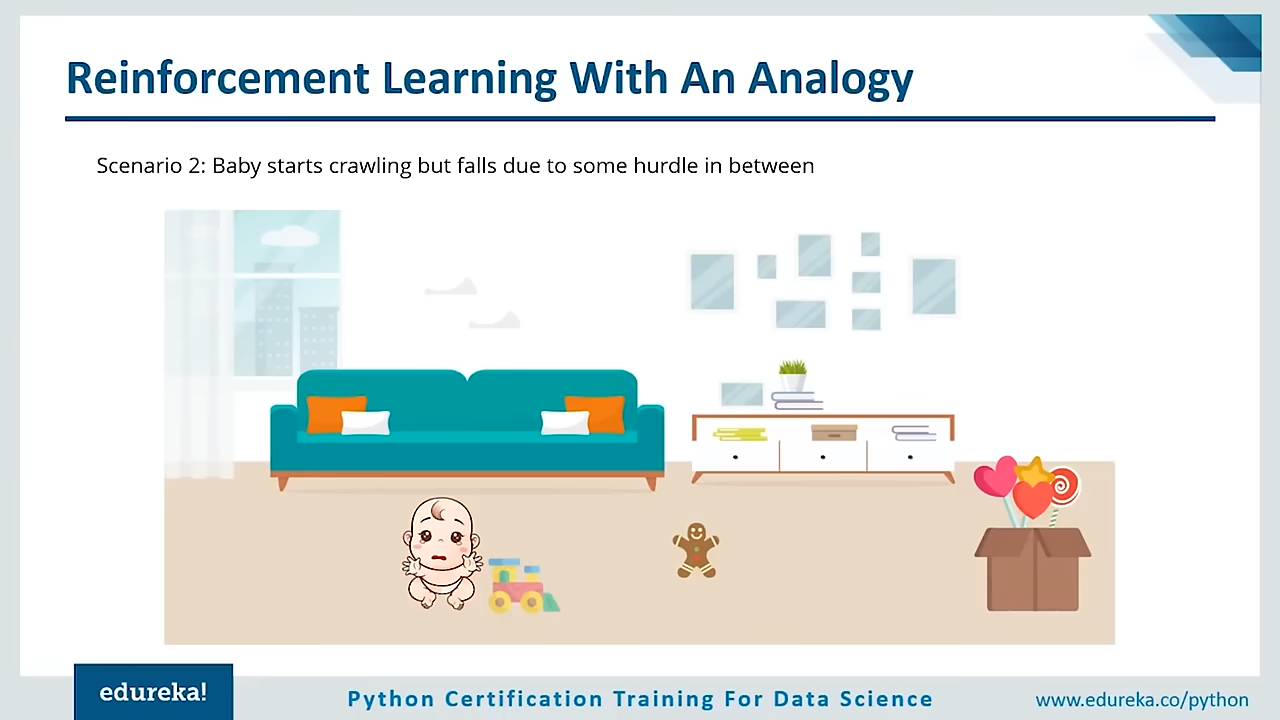 Reinforcement Learning With An Analogy
Scenario 2: Baby starts crawling but falls due to some hurdle in between
edureka!
Python Certification Training For Data Science
www.edureka.co/python